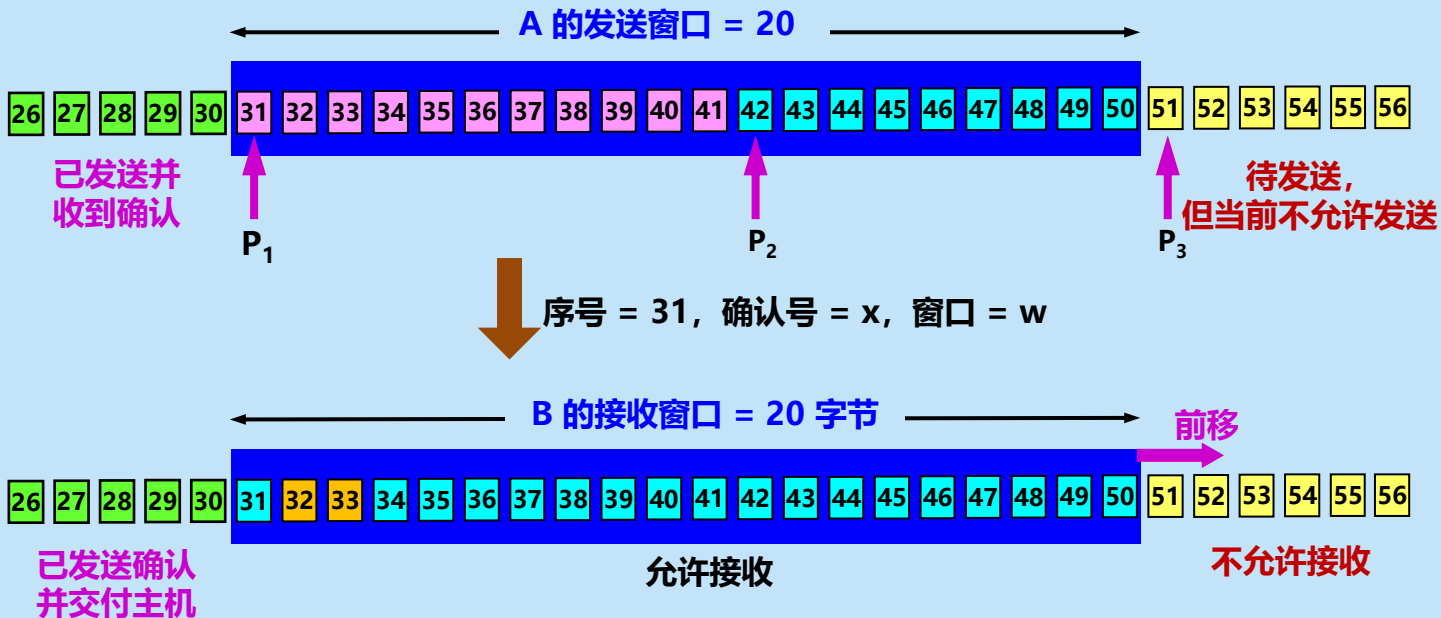 A 的发送窗口 = 20
26 27 28 29 30 31 32 33 34 35 36 37 38 39 40 41 42 43 44 45 46 47 48 49 50 51 52 53 54 55 56
已发送并
收到确认
待发送，
但当前不允许发送
P1
P2
P3
序号 = 31，确认号 = x，窗口 = w
B 的接收窗口 = 20 字节
前移
26 27 28 29 30 31 32 33 34 35 36 37 38 39 40 41 42 43 44 45 46 47 48 49 50 51 52 53 54 55 56
已发送确认
并交付主机
允许接收
不允许接收